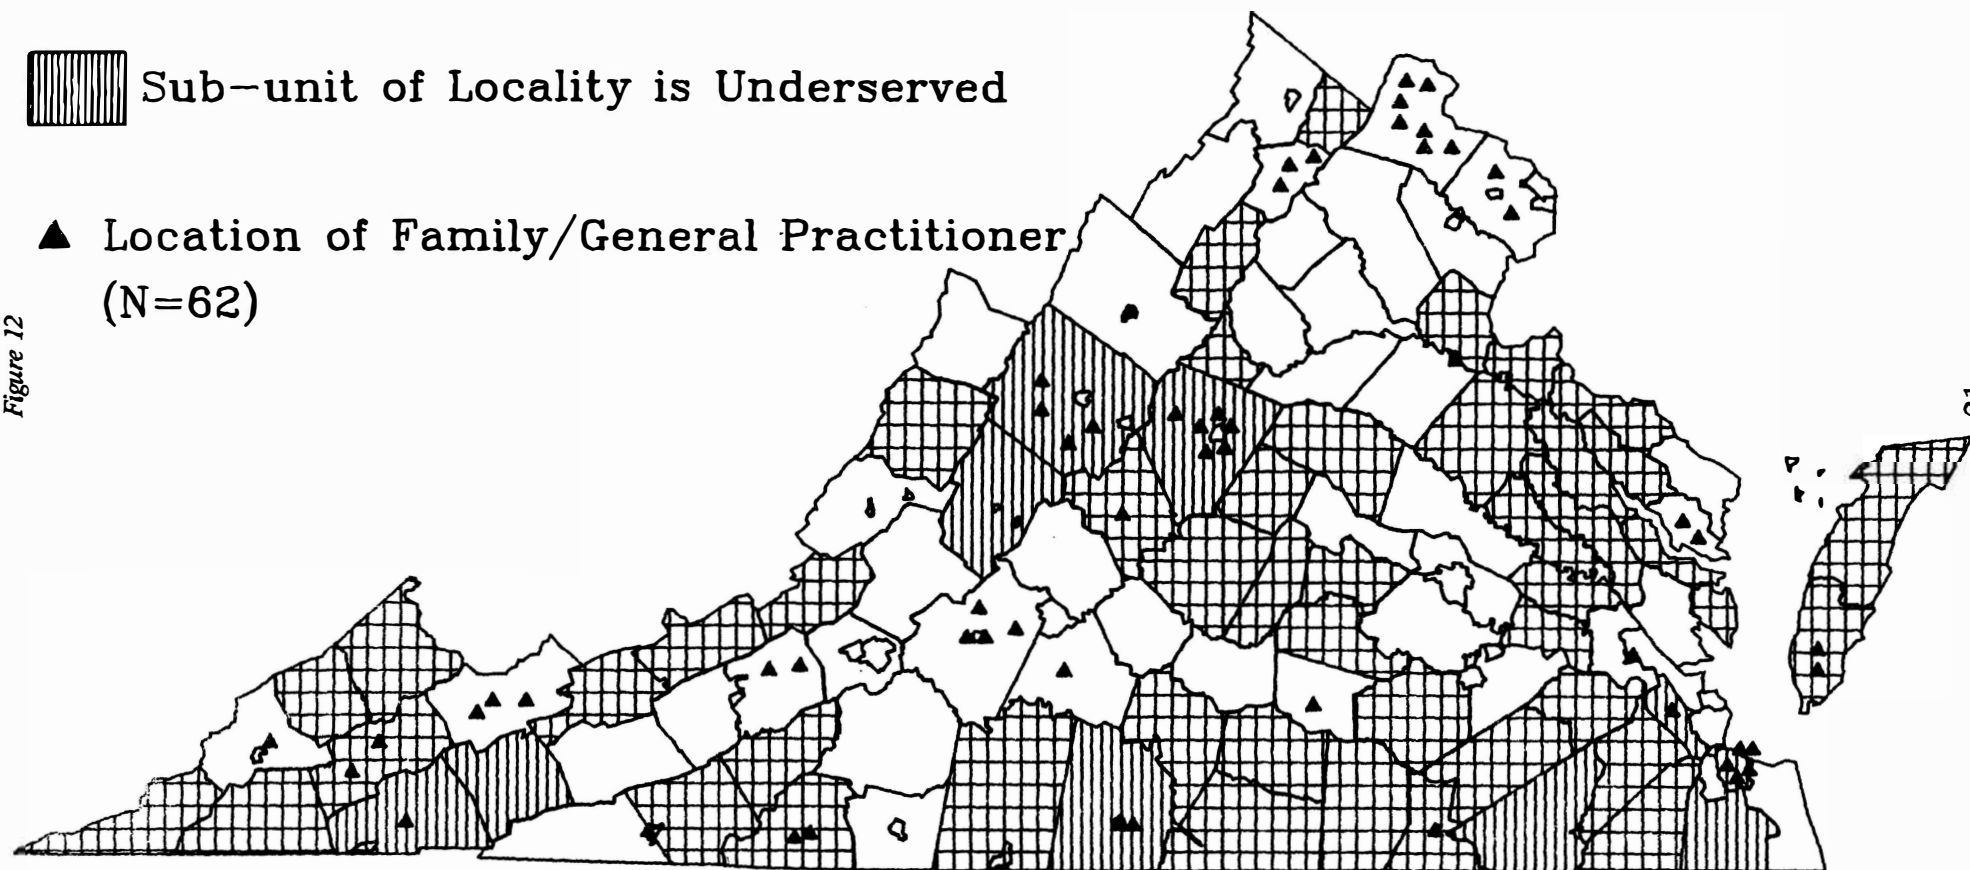 Sub-unit of Locality is Underserved
Location of Family/General Practitioner
(N=62)
Figure 12